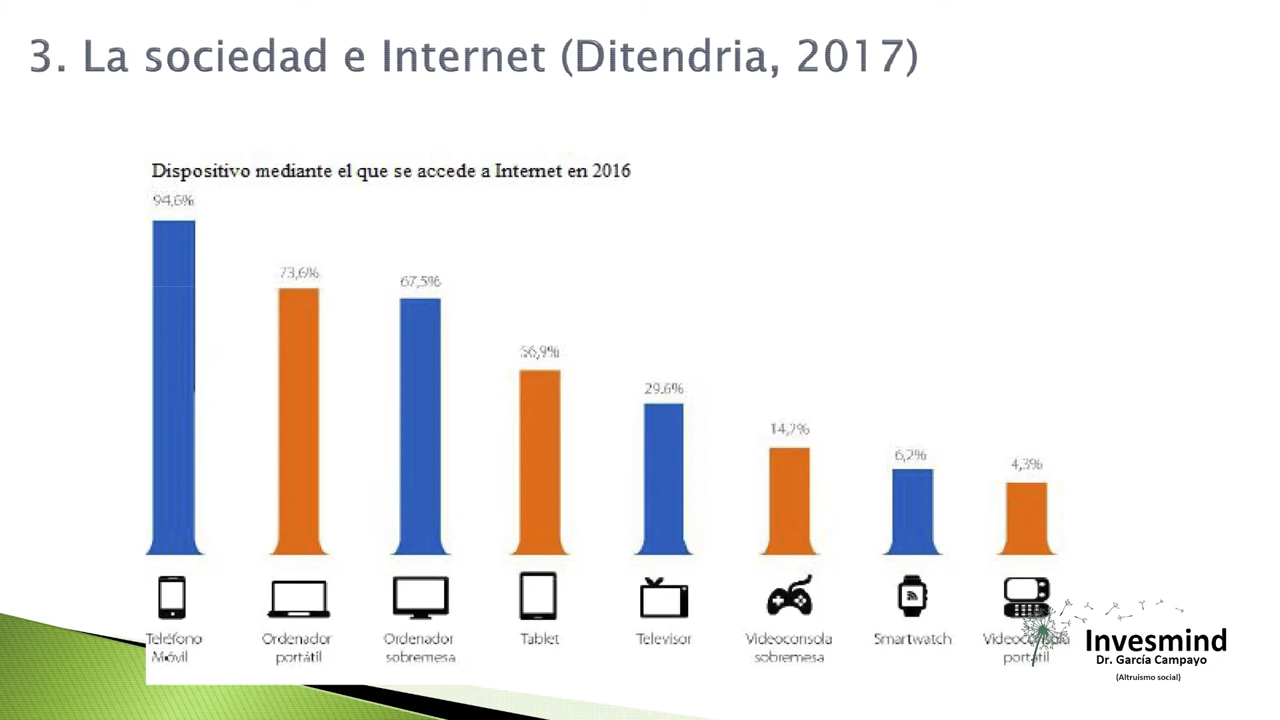 3. La sociedad e Internet (Ditendria, 2017)
Dispositivo mediante el que se accede a Internet en 2016
94,6%
73,6%
67,5%
56,9%
29,6%
14,2%
6,2%
4,3%
Teléfono
Móvil
Ordenador
portátil
Ordenador
sobremesa
Tablet
Televisor
Videoconsola
sobremesa
Smartwatch
Videoconsola
portátil
Invesmind
Dr. García Campayo
(Altruismo social)